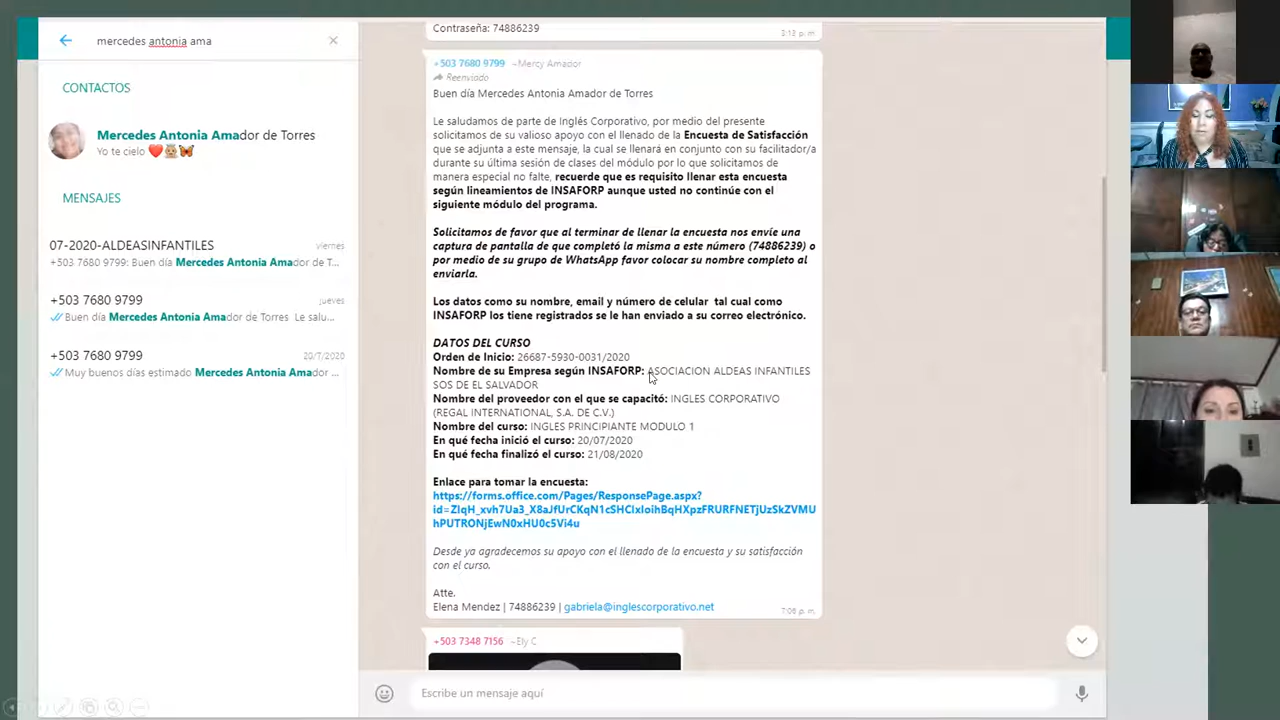 mercedes antonia ama
CONTACTOS
Mercedes Antonia Amador de Torres
Yo te cielo
MENSAJES
07-2020-ALDEASINFANTILES
viernes
+503 7680 9799: Buen día Mercedes Antonia Amador de T...
+503 7680 9799
jueves
Buen día Mercedes Antonia Amador de Torres Le salu...
+503 7680 9799
20/7/2020
Muy buenos días estimado Mercedes Antonia Amador ...
Contraseña: 74886239
3:13 p. m.
+503 7680 9799 ~Mercy Amador
Reenviado
Buen día Mercedes Antonia Amador de Torres
Le saludamos de parte de Inglés Corporativo, por medio del presente
solicitamos de su valioso apoyo con el llenado de la Encuesta de Satisfacción
que se adjunta a este mensaje, la cual se llenará en conjunto con su facilitador/a
durante su última sesión de clases del módulo por lo que solicitamos de
manera especial no falte, recuerde que es requisito llenar esta encuesta
según lineamientos de INSAFORP aunque usted no continúe con el
siguiente módulo del programa.
Solicitamos de favor que al terminar de llenar la encuesta nos envíe una
captura de pantalla de que completó la misma a este número (74886239) o
por medio de su grupo de WhatsApp favor colocar su nombre completo al
enviarla.
Los datos como su nombre, email y número de celular tal cual como
INSAFORP los tiene registrados se le han enviado a su correo electrónico.
DATOS DEL CURSO
Orden de Inicio: 26687-5930-0031/2020
Nombre de su Empresa según INSAFORP: ASOCIACION ALDEAS INFANTILES
SOS DE EL SALVADOR
Nombre del proveedor con el que se capacitó: INGLES CORPORATIVO
(REGAL INTERNATIONAL, S.A. DE C.V.)
Nombre del curso: INGLES PRINCIPIANTE MODULO 1
En qué fecha inició el curso: 20/07/2020
En qué fecha finalizó el curso: 21/08/2020
Enlace para tomar la encuesta:
https://forms.office.com/Pages/ResponsePage.aspx?
id=ZIqH_xvh7Ua3_X8aJfUrCKqN1cSHCIxIoihBqHXpzFRURFNETjUzSkZVMU
hPUTRONjEwN0xHU0c5Vi4u
Desde ya agradecemos su apoyo con el llenado de la encuesta y su satisfacción
con el curso.
Atte.
Elena Mendez | 74886239 | gabriela@inglescorporativo.net
7:06 p. m.
+503 7348 7156 ~Ely C
Escribe un mensaje aquí